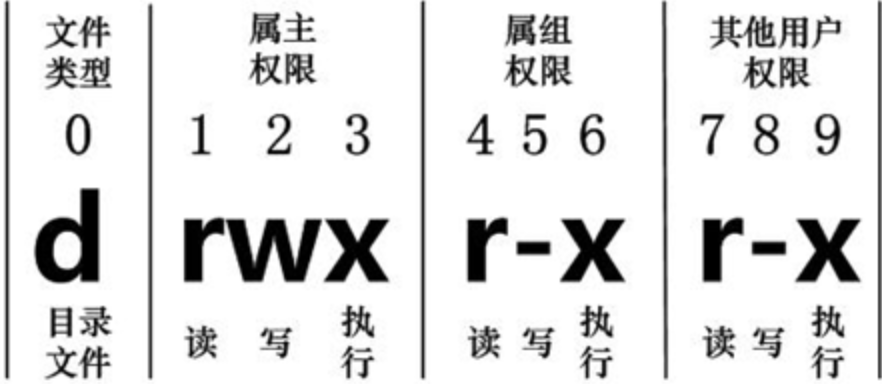 文件 属主 属组 其他用户
类型 权限 权限 权限
0 1 2 3 4 5 6 7 8 9
d rwx r-x r-x
目录 读 写 执 读 写 执 读 写 执
文件 行 行 行